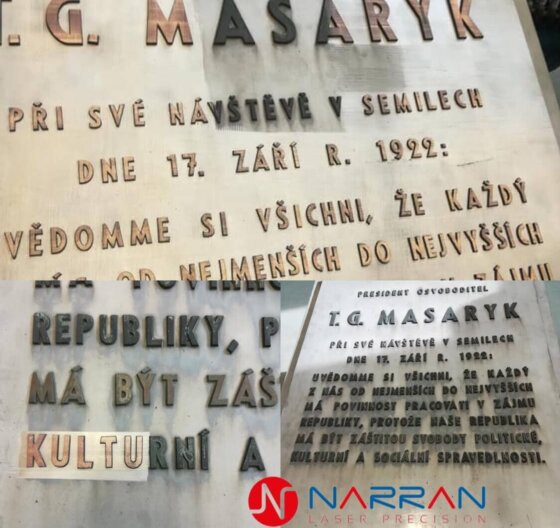 T. G. MASARYK
PŘI SVÉ NÁVŠTĚVĚ V SEMILECH
DNE 17. ZÁŘÍ R. 1922:
UVĚDOMME SI VŠICHNI, ŽE KAŽDÝ
OD NEJMENŠÍCH DO NEJVYŠŠÍCH
MÁ
ZÁJMU
REPUBLIKY, P
MÁ BÝT ZÁŠ
KULTURNÍ A
PRESIDENT OSVOBODITEL
T. G. MASARYK
PŘI SVÉ NÁVŠTĚVĚ V SEMILECH
DNE 17. ZÁŘÍ R. 1922:
UVĚDOMME SI VŠICHNI, ŽE KAŽDÝ
Z NÁS OD NEJMENŠÍCH DO NEJVYŠŠÍCH
MÁ POVINNOST PRACOVATI V ZÁJMU
REPUBLIKY, PROTOŽE NAŠE REPUBLIKA
MÁ BÝT ZÁŠTITOU SVOBODY POLITICKÉ,
KULTURNÍ A SOCIÁLNÍ SPRAVEDLNOSTI.
NARRAN
LASER PRECISION